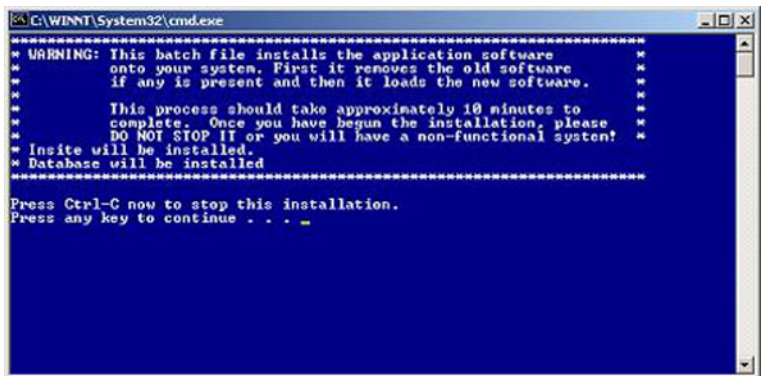 C:\WINNT\System32\cmd.exe
********************************************************************************
* WARNING: This batch file installs the application software *
* onto your system. First it removes the old software *
* if any is present and then it loads the new software. *
* *
* This process should take approximately 10 minutes to *
* complete. Once you have begun the installation, please *
* DO NOT STOP IT or you will have a non-functional system! *
* Insite will be installed.
* Database will be installed
********************************************************************************
Press Ctrl-C now to stop this installation.
Press any key to continue . . . _